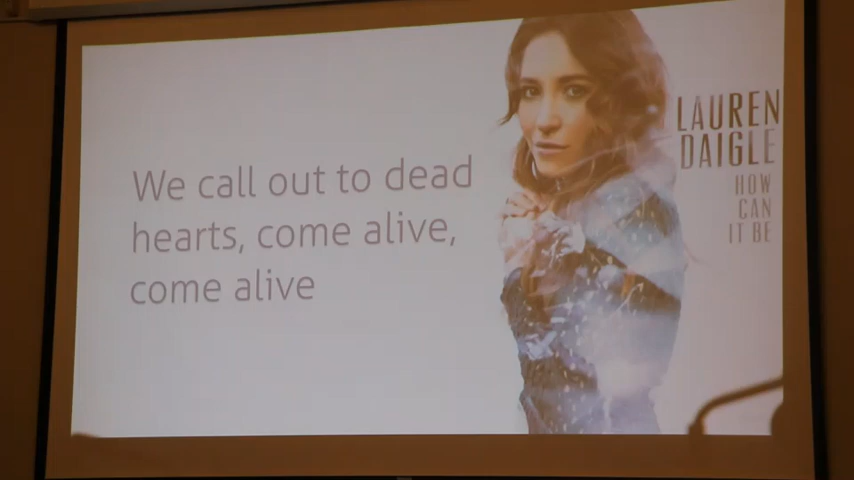 We call out to dead
hearts, come alive,
come alive
LAUREN
DAIGLE
HOW
CAN
IT BE